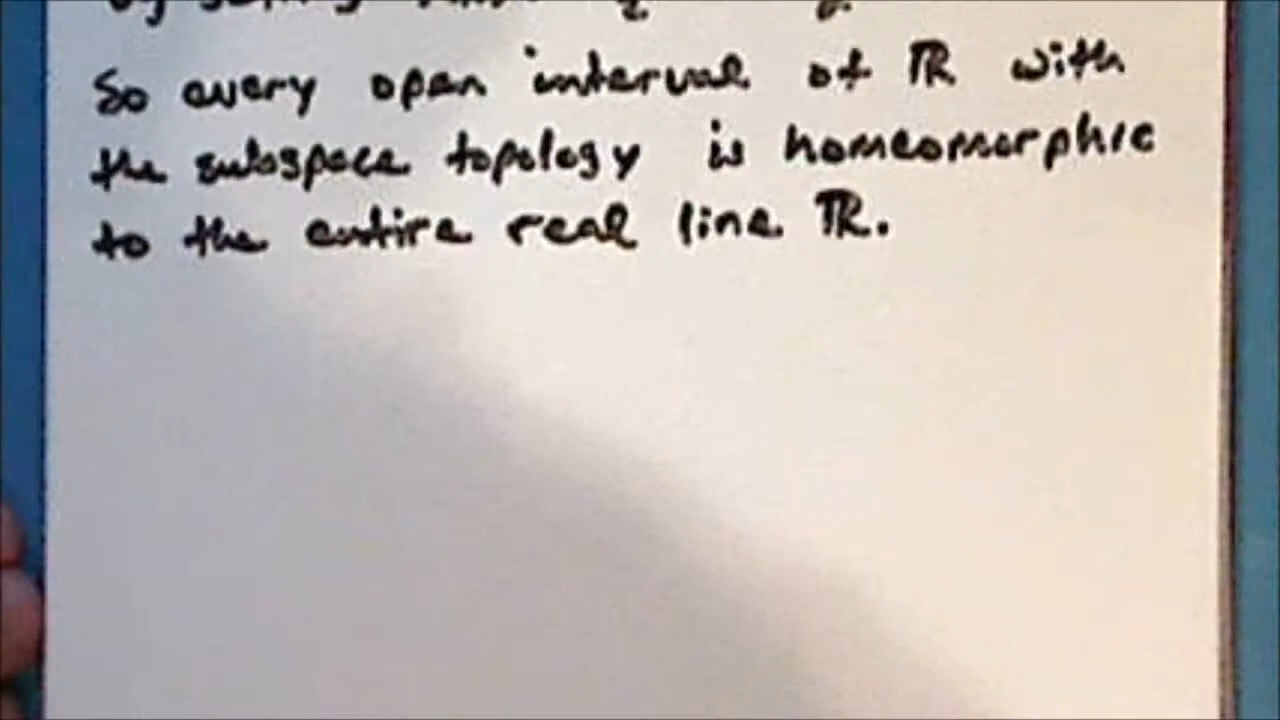 So every open interval of ℝ with
the subspace topology is homeomorphic
to the entire real line ℝ.